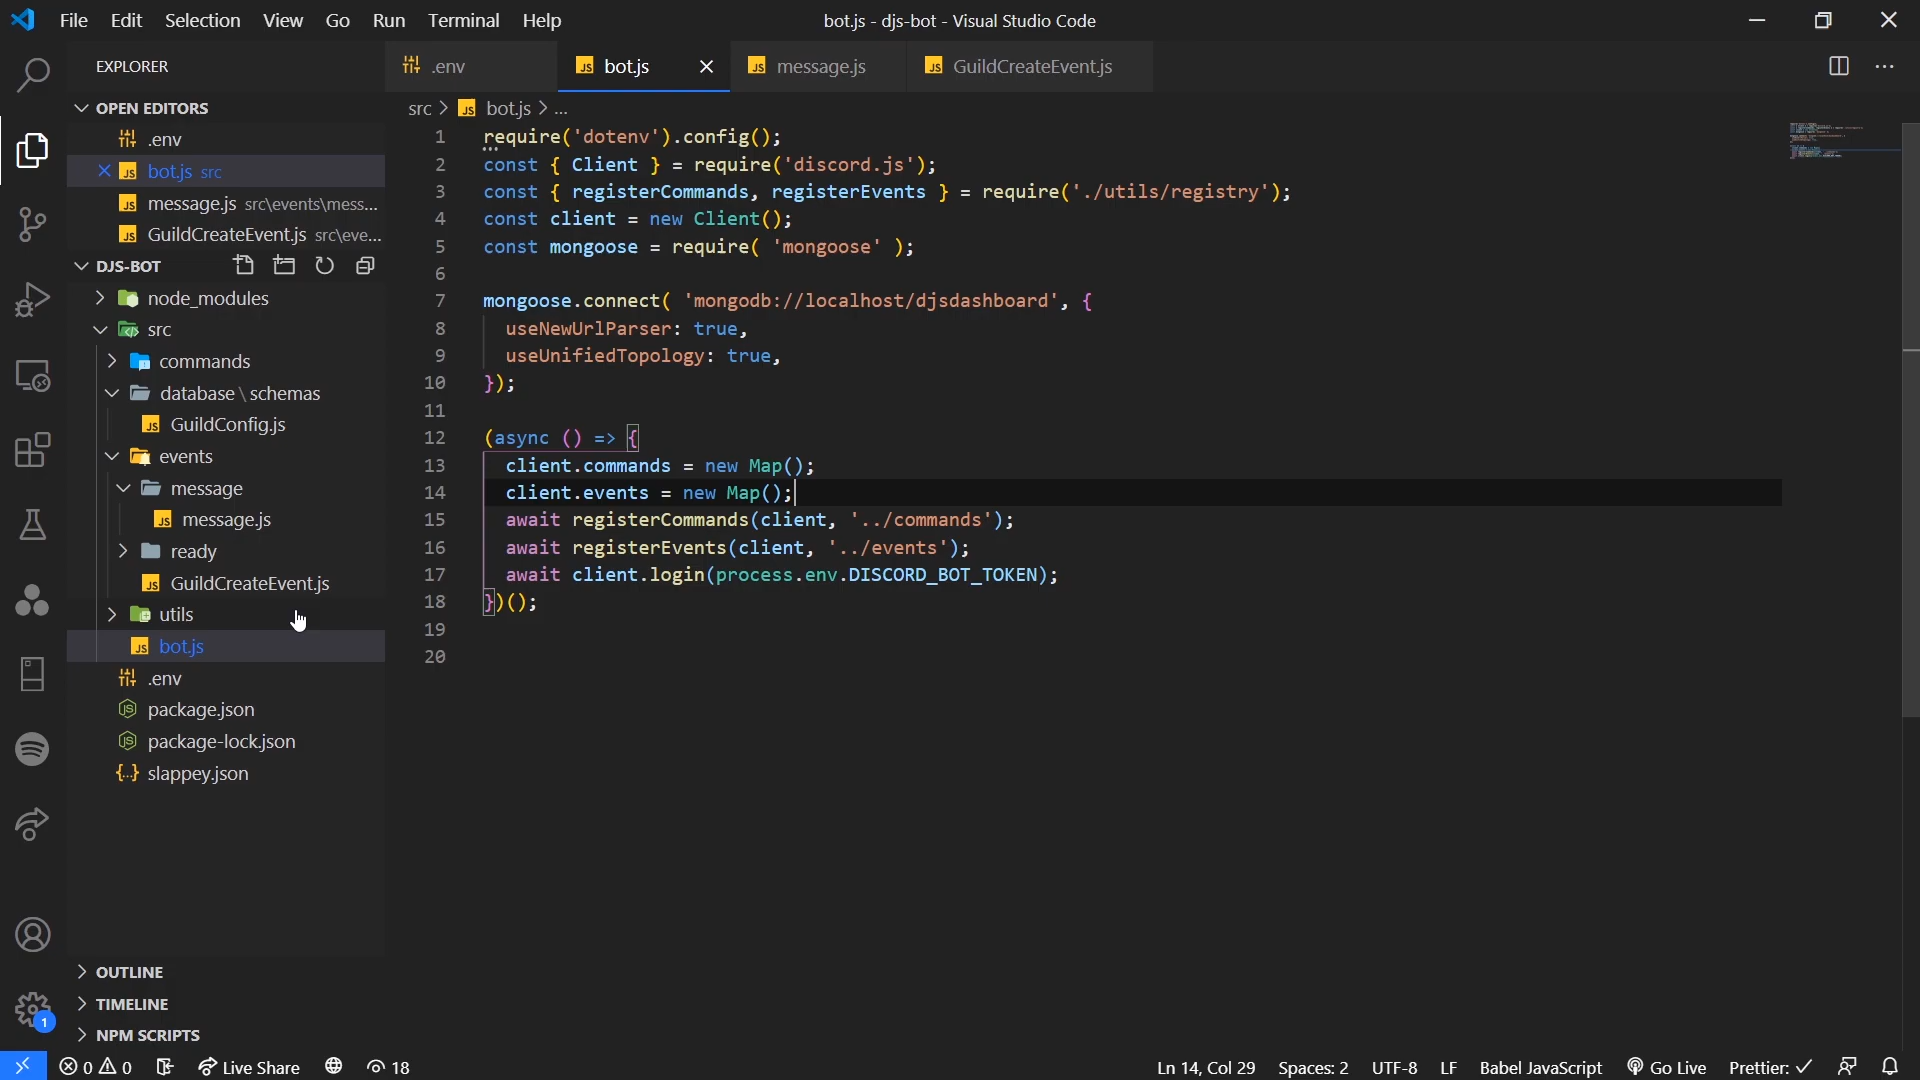 File Edit Selection View Go Run Terminal Help
bot.js - djs-bot - Visual Studio Code
EXPLORER
.env
bot.js
message.js
GuildCreateEvent.js
OPEN EDITORS
.env
bot.js src
message.js src\events\mess...
GuildCreateEvent.js src\eve...
DJS-BOT
node_modules
src
commands
database \ schemas
GuildConfig.js
events
message
message.js
ready
GuildCreateEvent.js
utils
bot.js
.env
package.json
package-lock.json
{..} slappey.json
OUTLINE
TIMELINE
NPM SCRIPTS
src > JS bot.js > ...
1 require('dotenv').config();
2 const { Client } = require('discord.js');
3 const { registerCommands, registerEvents } = require('./utils/registry');
4 const client = new Client();
5 const mongoose = require( 'mongoose' );
6
7 mongoose.connect( 'mongodb://localhost/djsdashboard', {
8 useNewUrlParser: true,
9 useUnifiedTopology: true,
10 });
11
12 (async () => {
13 client.commands = new Map();
14 client.events = new Map();
15 await registerCommands(client, '../commands');
16 await registerEvents(client, '../events');
17 await client.login(process.env.DISCORD_BOT_TOKEN);
18 })();
19
20
1
0 0 Live Share 18 Ln 14, Col 29 Spaces: 2 UTF-8 LF Babel JavaScript Go Live Prettier: ✓